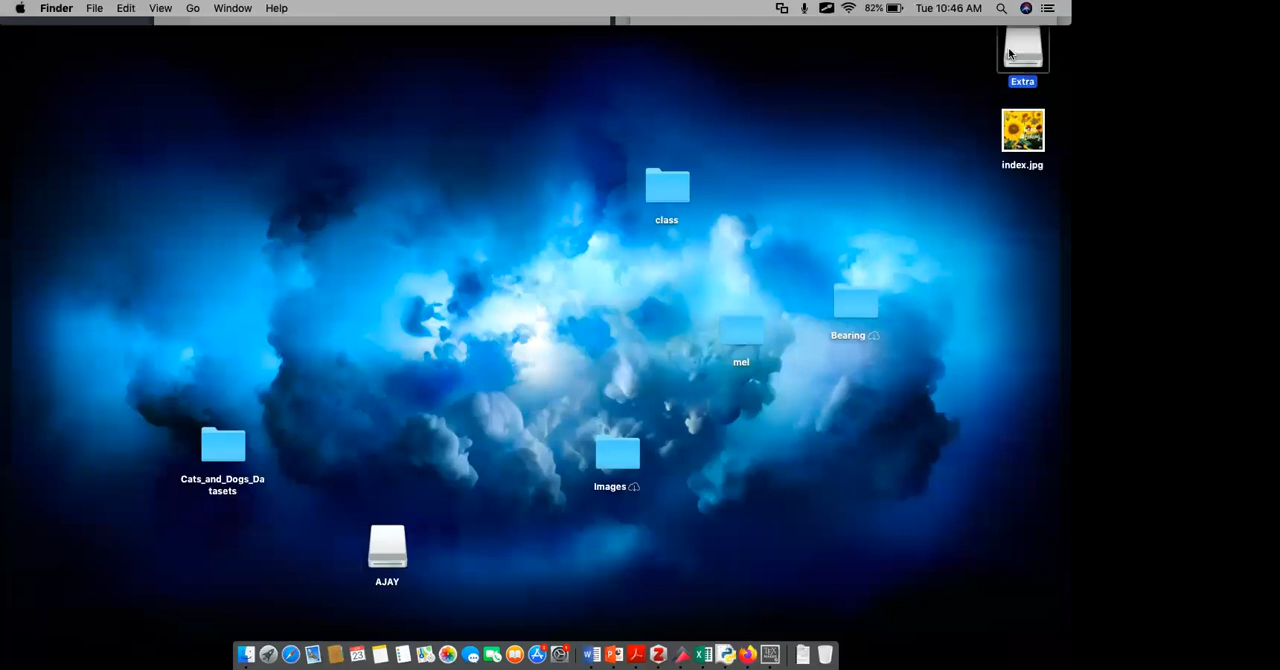 Finder File Edit View Go Window Help 82% Tue 10:46 AM
Extra
index.jpg
class
Bearing
mel
Cats_and_Dogs_Da
tasets
Images
AJAY